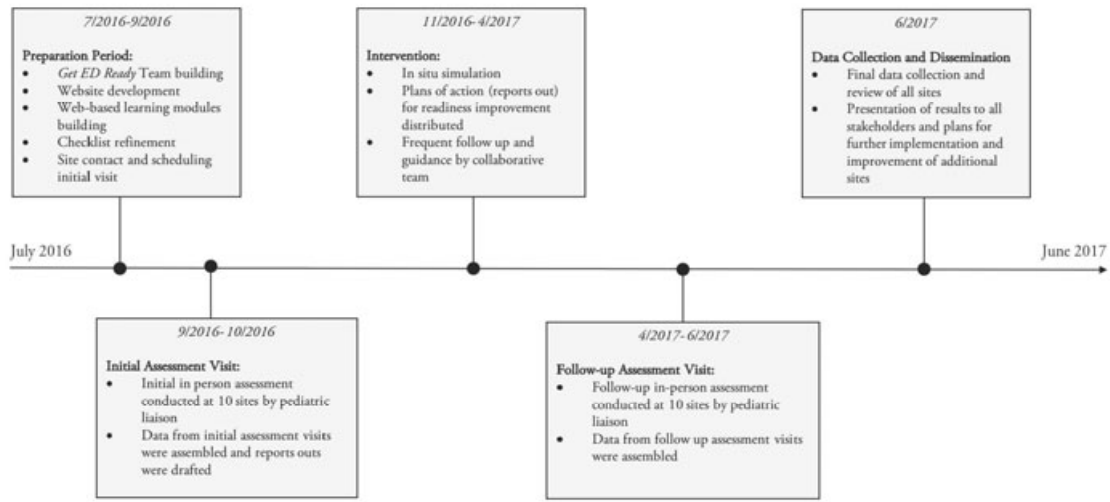 7/2016-9/2016
Preparation Period:
• Get ED Ready Team building
• Website development
• Web-based learning modules
building
• Checklist refinement
• Site contact and scheduling
initial visit
11/2016-4/2017
Intervention:
• In situ simulation
• Plans of action (reports out)
for readiness improvement
distributed
• Frequent follow up and
guidance by collaborative
team
6/2017
Data Collection and Dissemination
• Final data collection and
review of all sites
• Presentation of results to all
stakeholders and plans for
further implementation and
improvement of additional
sites
July 2016
June 2017
9/2016-10/2016
Initial Assessment Visit:
• Initial in person assessment
conducted at 10 sites by pediatric
liaison
• Data from initial assessment visits
were assembled and reports outs
were drafted
4/2017-6/2017
Follow-up Assessment Visit:
• Follow-up in-person assessment
conducted at 10 sites by pediatric
liaison
• Data from follow up assessment visits
were assembled